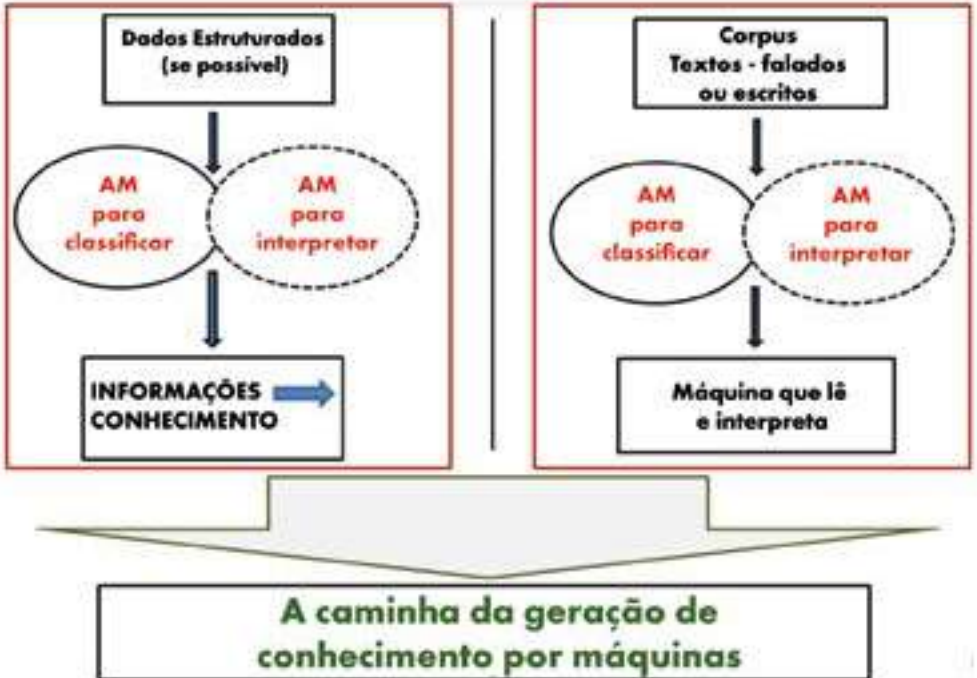 Dados Estruturados
(se possível)
AM
para
classificar
AM
para
interpretar
INFORMAÇÕES
CONHECIMENTO
Corpus
Textos - falados
ou escritos
AM
para
classificar
AM
para
interpretar
Máquina que lê
e interpreta
A caminha da geração de
conhecimento por máquinas